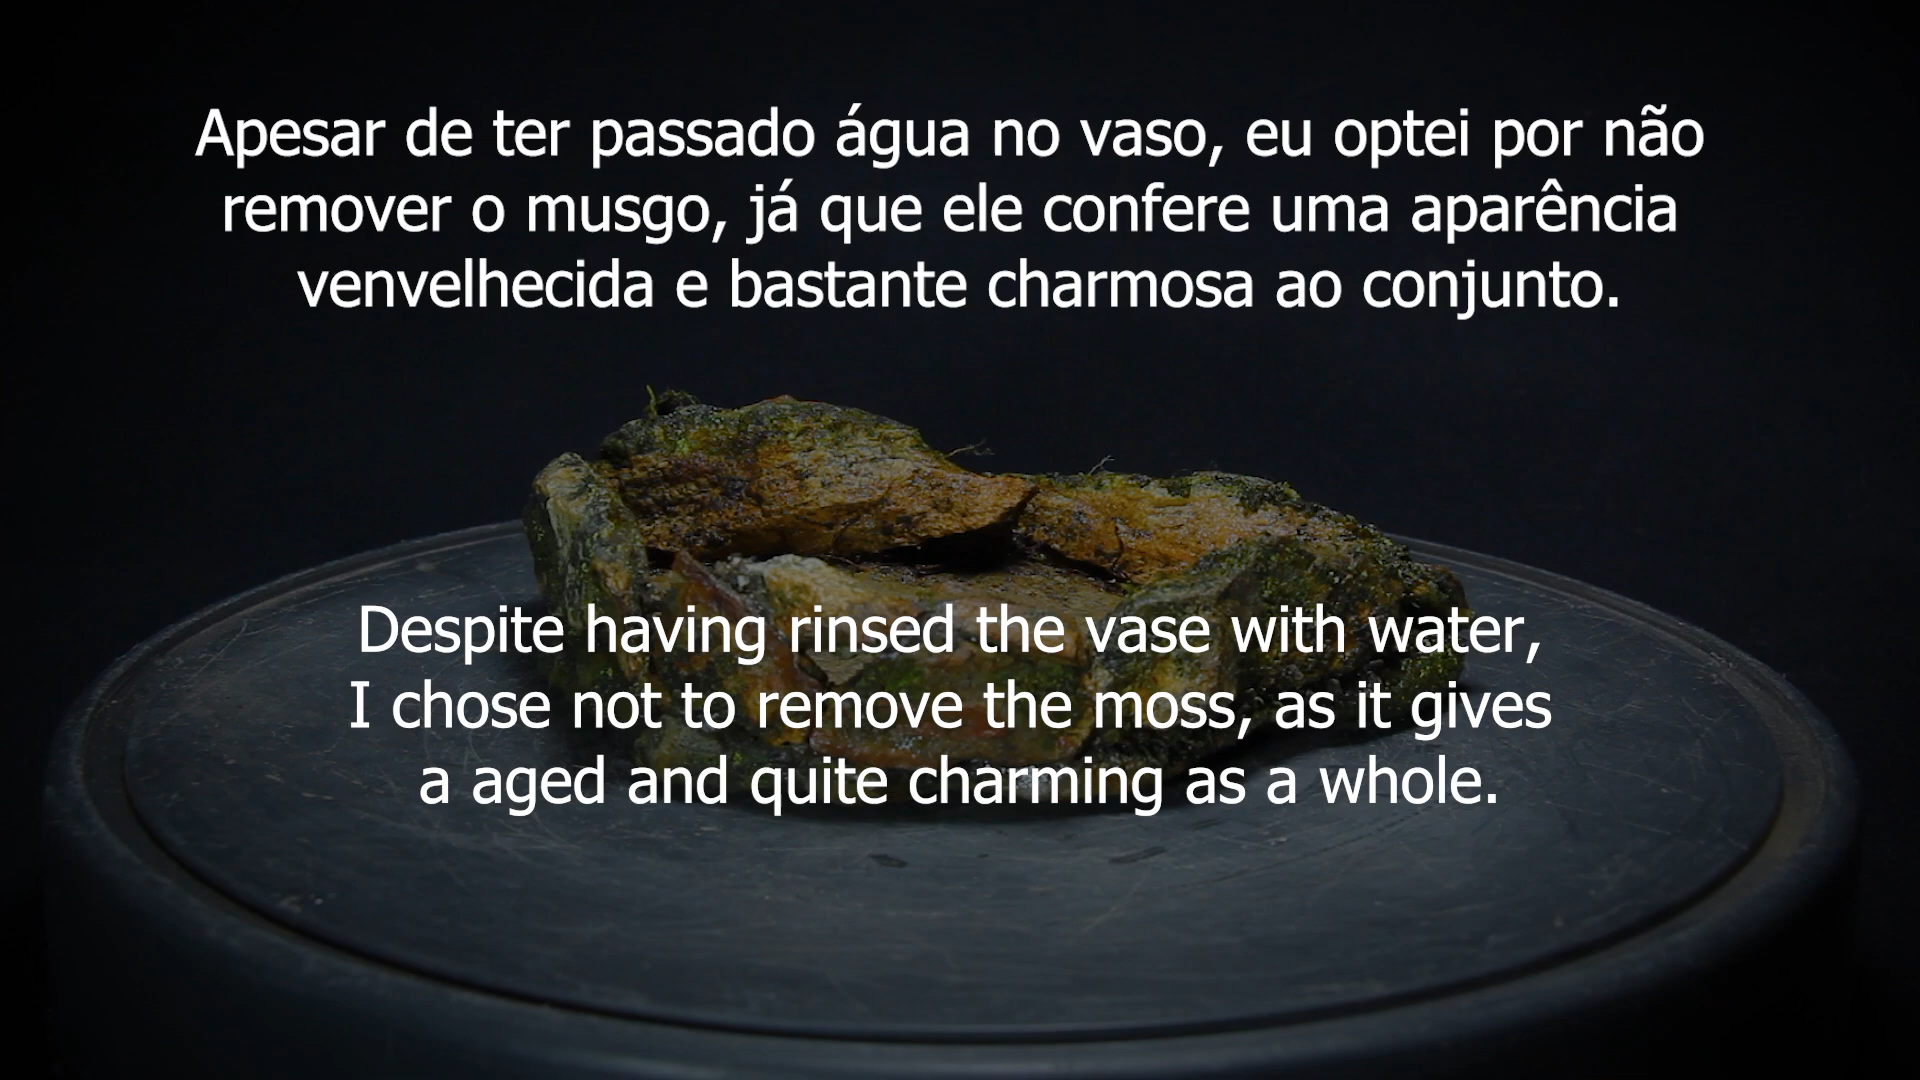 Apesar de ter passado água no vaso, eu optei por não
remover o musgo, já que ele confere uma aparência
venvelhecida e bastante charmosa ao conjunto.
Despite having rinsed the vase with water,
I chose not to remove the moss, as it gives
a aged and quite charming as a whole.